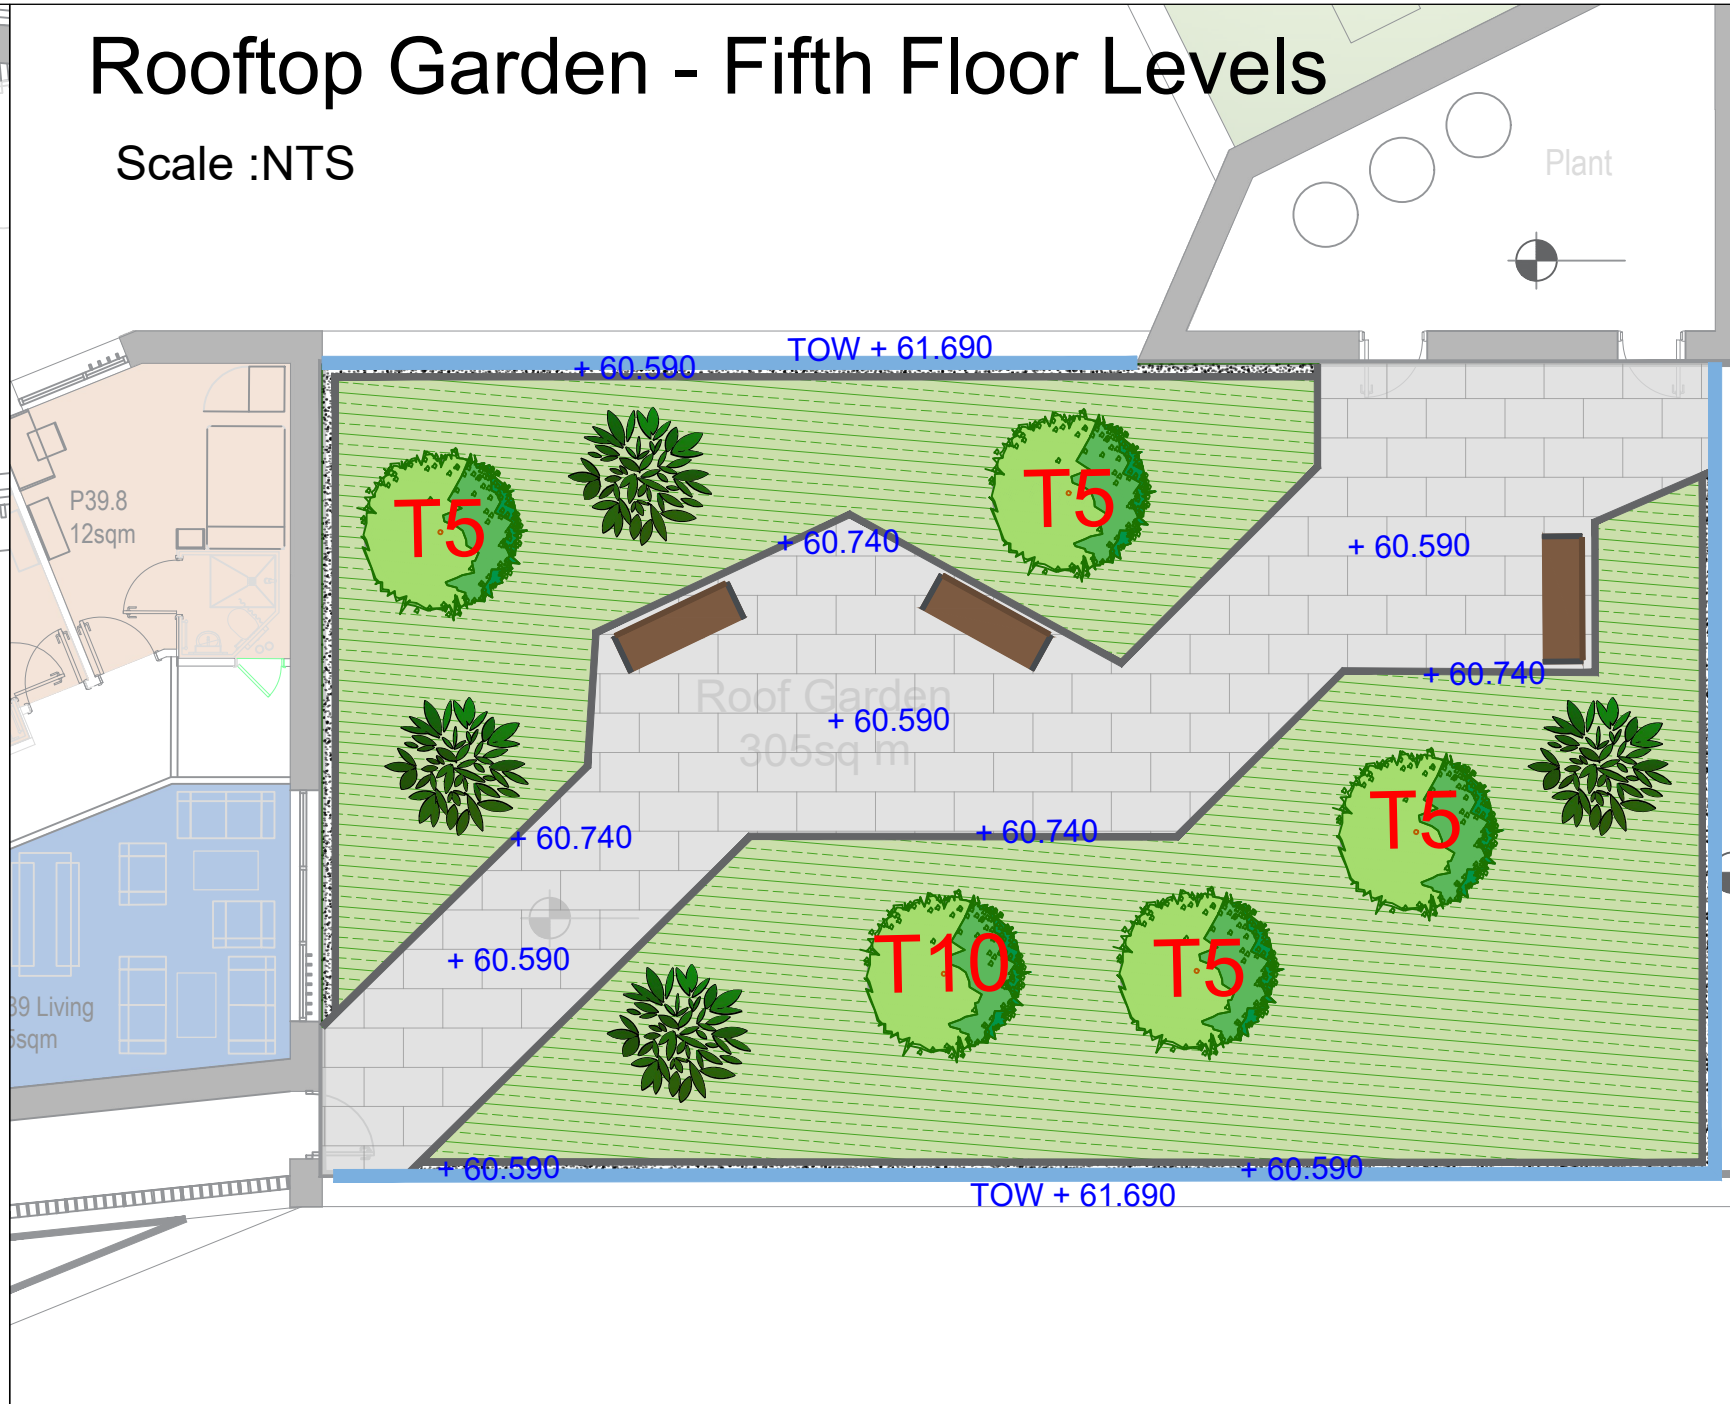 Rooftop Garden - Fifth Floor Levels
Scale :NTS
Plant
TOW + 61.690
+ 60.590
P39.8
12sqm
T5
T5
+ 60.740
+ 60.590
+ 60.740
Roof Garden
+ 60.590
305sq m
T5
+ 60.740
+ 60.740
T10
T5
+ 60.590
39 Living
5sqm
+ 60.590
+ 60.590
TOW + 61.690